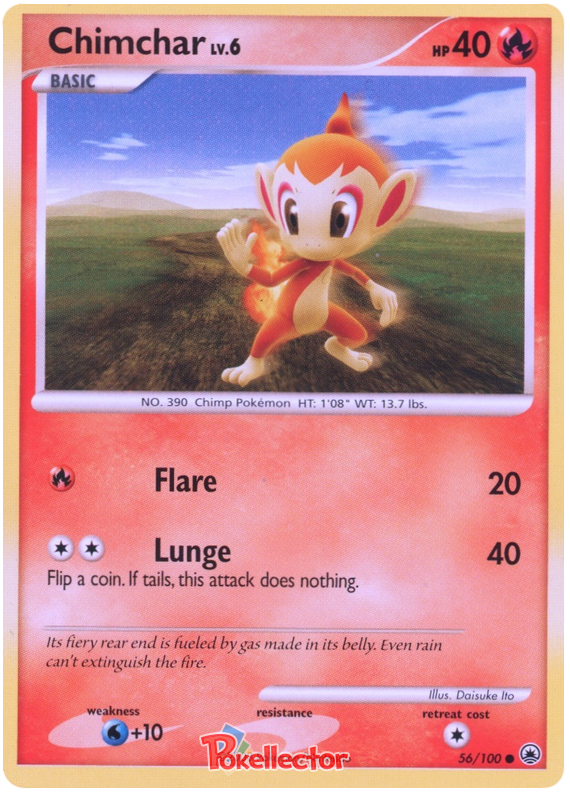 Chimchar LV.6
HP 40
BASIC
NO. 390 Chimp Pokémon HT: 1'08" WT: 13.7 lbs.
Flare 20
Lunge 40
Flip a coin. If tails, this attack does nothing.
Its fiery rear end is fueled by gas made in its belly. Even rain
can't extinguish the fire.
Illus. Daisuke Ito
weakness resistance retreat cost
+10
Pokellector
56/100